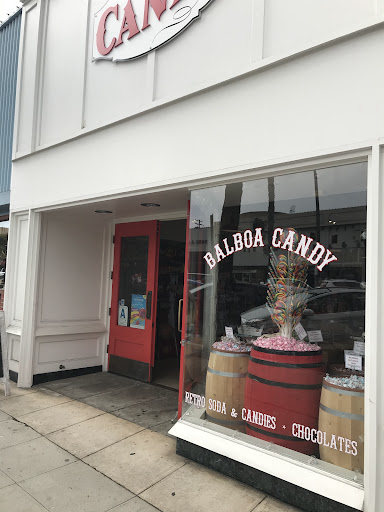 BALBOA CANDY
A
RETRO SODA & CANDIES • CHOCOLATES